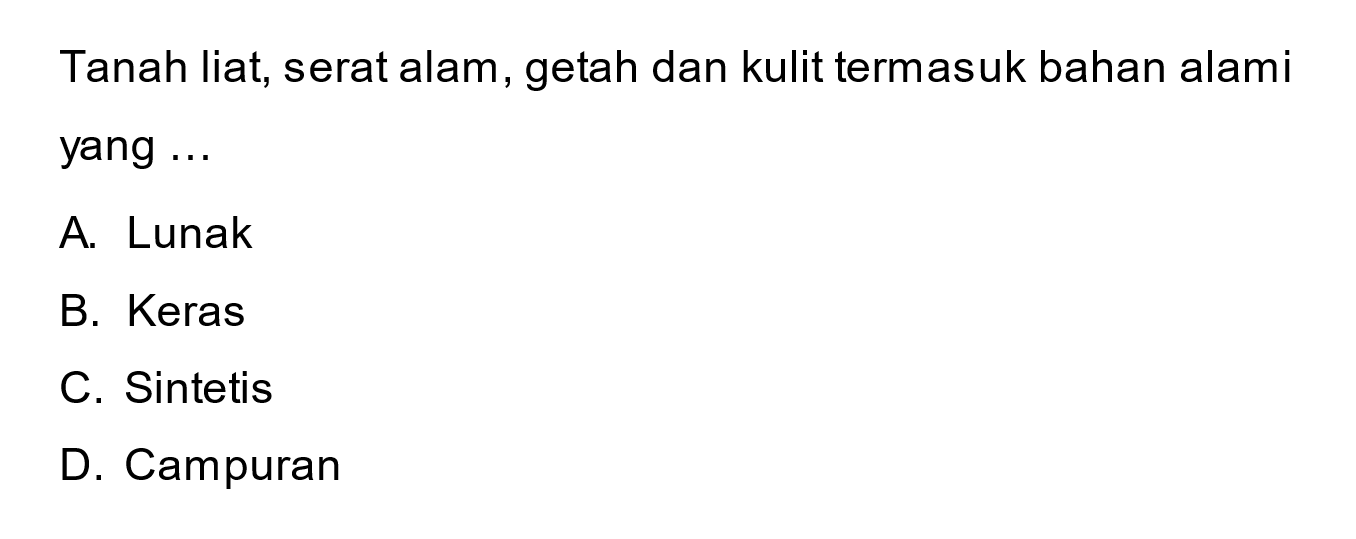 Tanah liat, serat alam, getah dan kulit termasuk bahan alami
yang ...
A. Lunak
B. Keras
C. Sintetis
D. Campuran